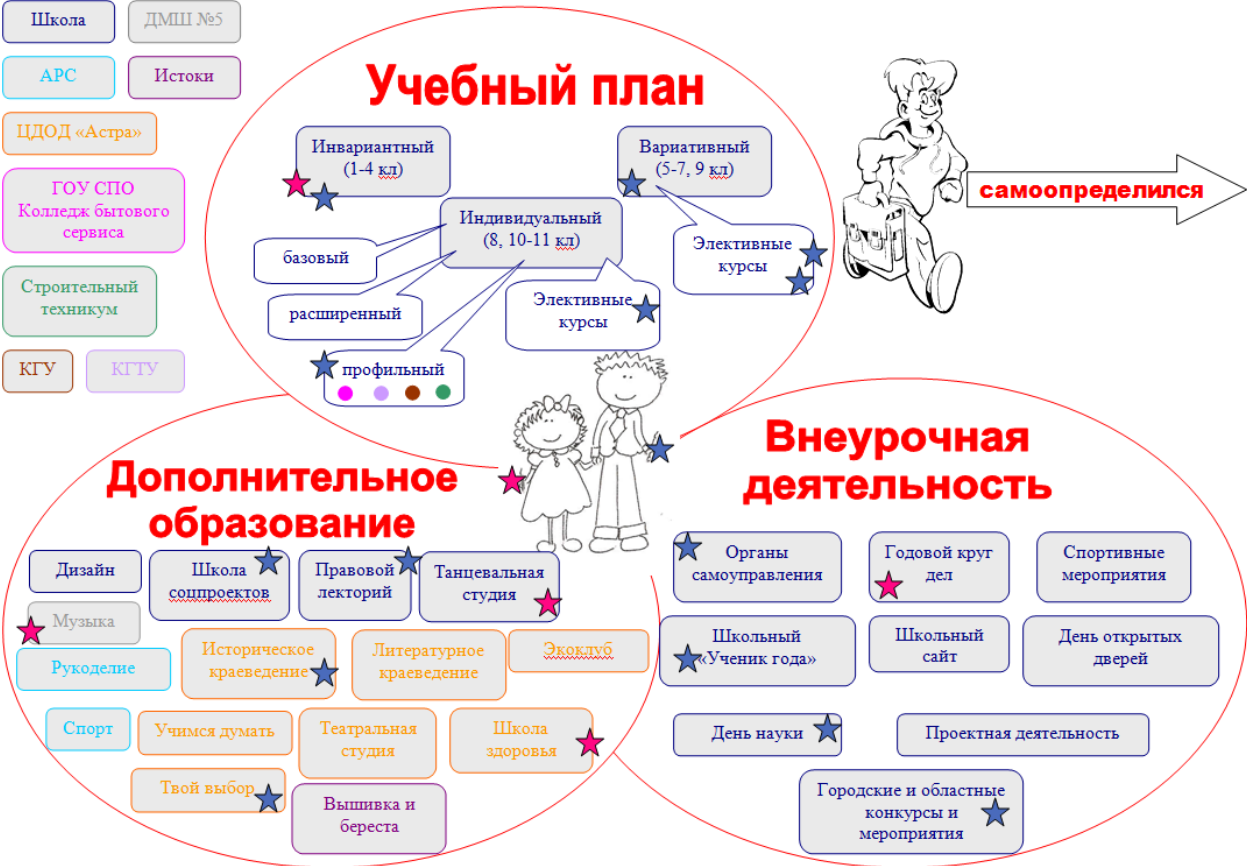 Школа
ДМШ №5
АРС
Истоки
ЦДОД «Астра»
ГОУ СПО
Колледж бытового
сервиса
Строительный
техникум
КГУ
КГТУ
Учебный план
Инвариантный
(1-4 кл)
Вариативный
(5-7, 9 кл)
Индивидуальный
(8, 10-11 кл)
базовый
расширенный
профильный
Элективные
курсы
Элективные
курсы
самоопределился
Дополнительное
образование
Дизайн
Школа
соцпроектов
Правовой
лекторий
Танцевальная
студия
Музыка
Рукоделие
Историческое
краеведение
Литературное
краеведение
Экоклуб
Спорт
Учимся думать
Театральная
студия
Школа
здоровья
Твой выбор
Вышивка и
береста
Внеурочная
деятельность
Органы
самоуправления
Годовой круг
дел
Спортивные
мероприятия
Школьный
«Ученик года»
Школьный
сайт
День открытых
дверей
День науки
Проектная деятельность
Городские и областные
конкурсы и
мероприятия